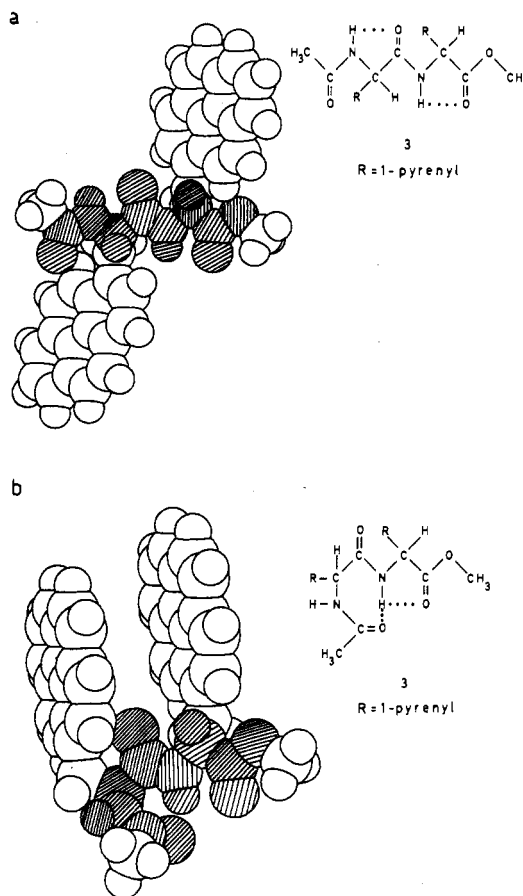 a
H O R H
H₃C N C O CH
C R H N C
O H O
3
R=1-pyrenyl
b
O R H
H C O
R N C CH₃
H N H O
C O
H₃C
3
R=1-pyrenyl